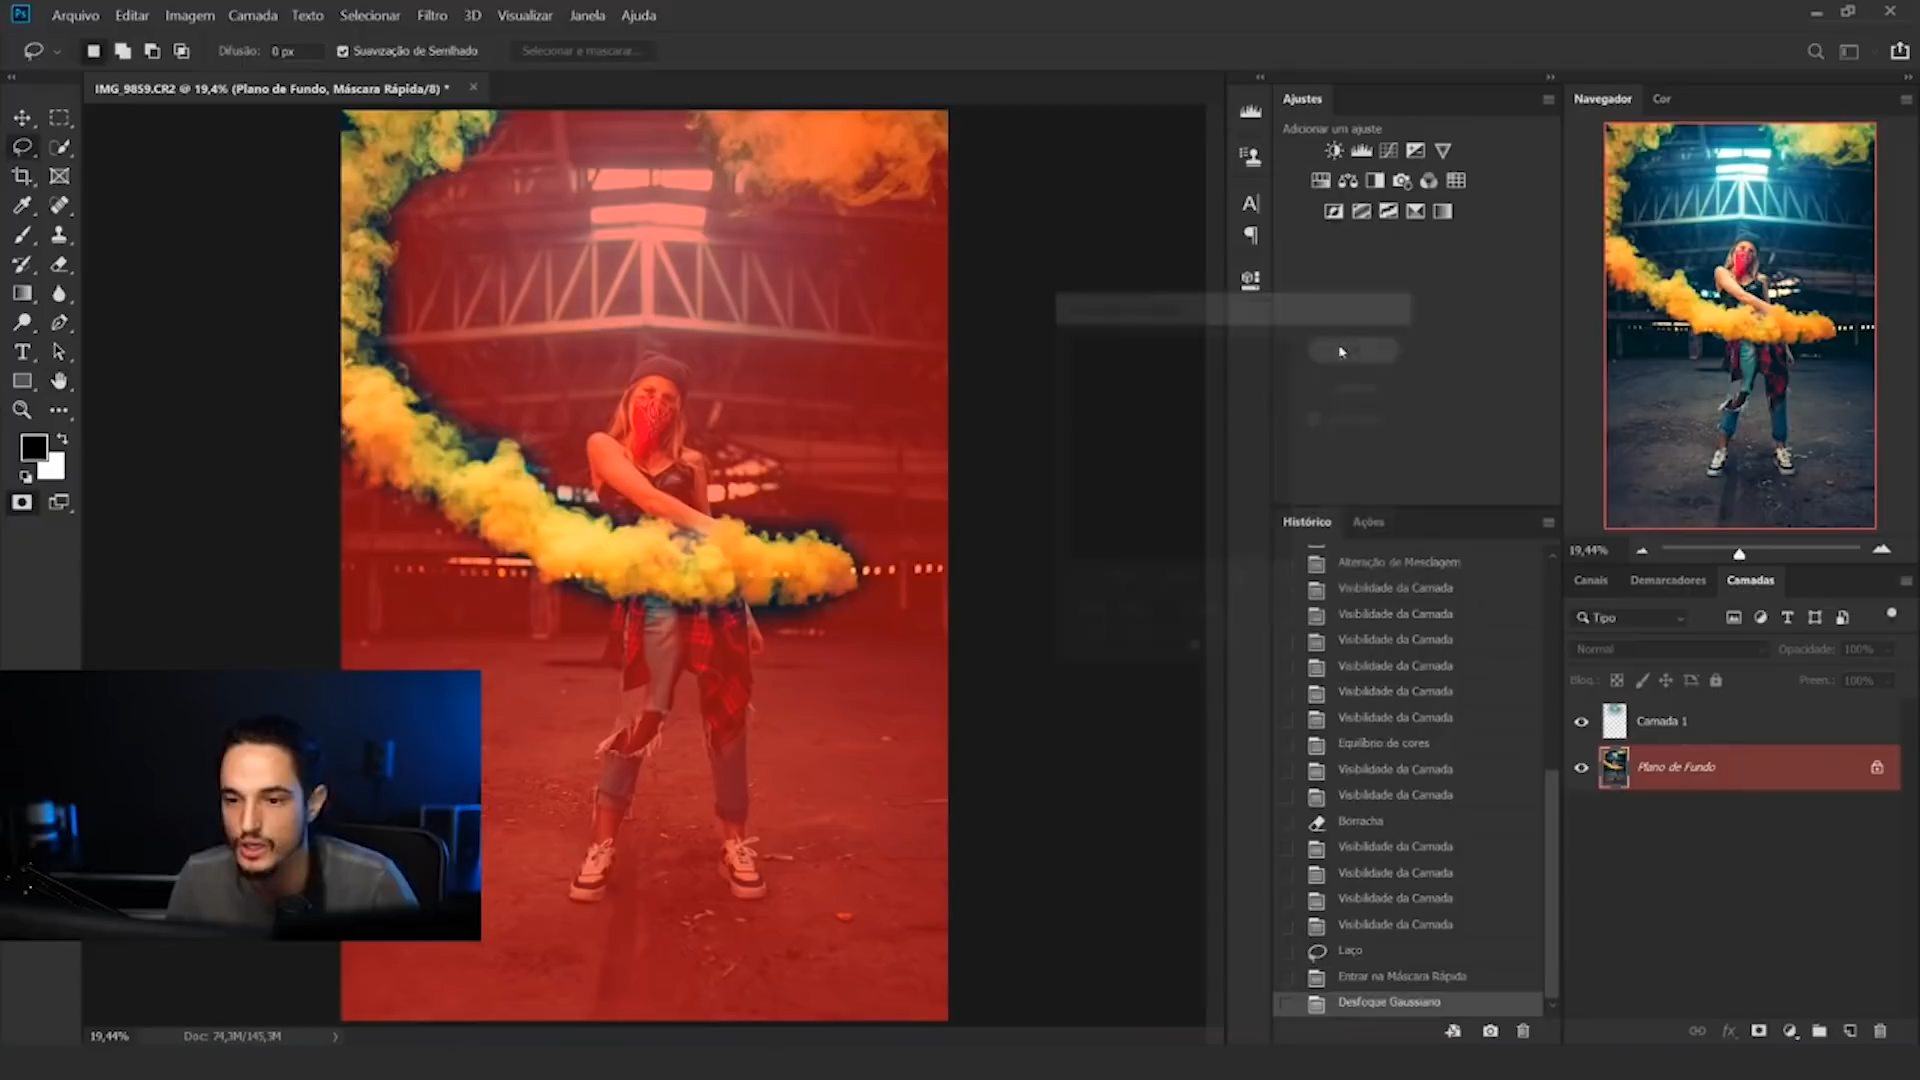 Ps Arquivo Editar Imagem Camada Texto Selecionar Filtro 3D Visualizar Janela Ajuda
Difusão: 0 px Suavização de Serrilhado Selecionar e mascarar...
IMG_9859.CR2 @ 19,4% (Plano de Fundo, Máscara Rápida/8) *
Ajustes
Adicionar um ajuste
Navegador Cor
19,44%
Histórico Ações
Alteração de Mesclagem
Visibilidade da Camada
Visibilidade da Camada
Visibilidade da Camada
Visibilidade da Camada
Visibilidade da Camada
Visibilidade da Camada
Equilíbrio de cores
Visibilidade da Camada
Visibilidade da Camada
Borracha
Visibilidade da Camada
Visibilidade da Camada
Visibilidade da Camada
Visibilidade da Camada
Laço
Entrar na Máscara Rápida
Desfoque Gaussiano
Canais Demarcadores Camadas
Tipo
Normal Opacidade: 100%
Bloq.: Preen.: 100%
Camada 1
Plano de Fundo
fx
19,44% Doc: 74,3M/145,3M